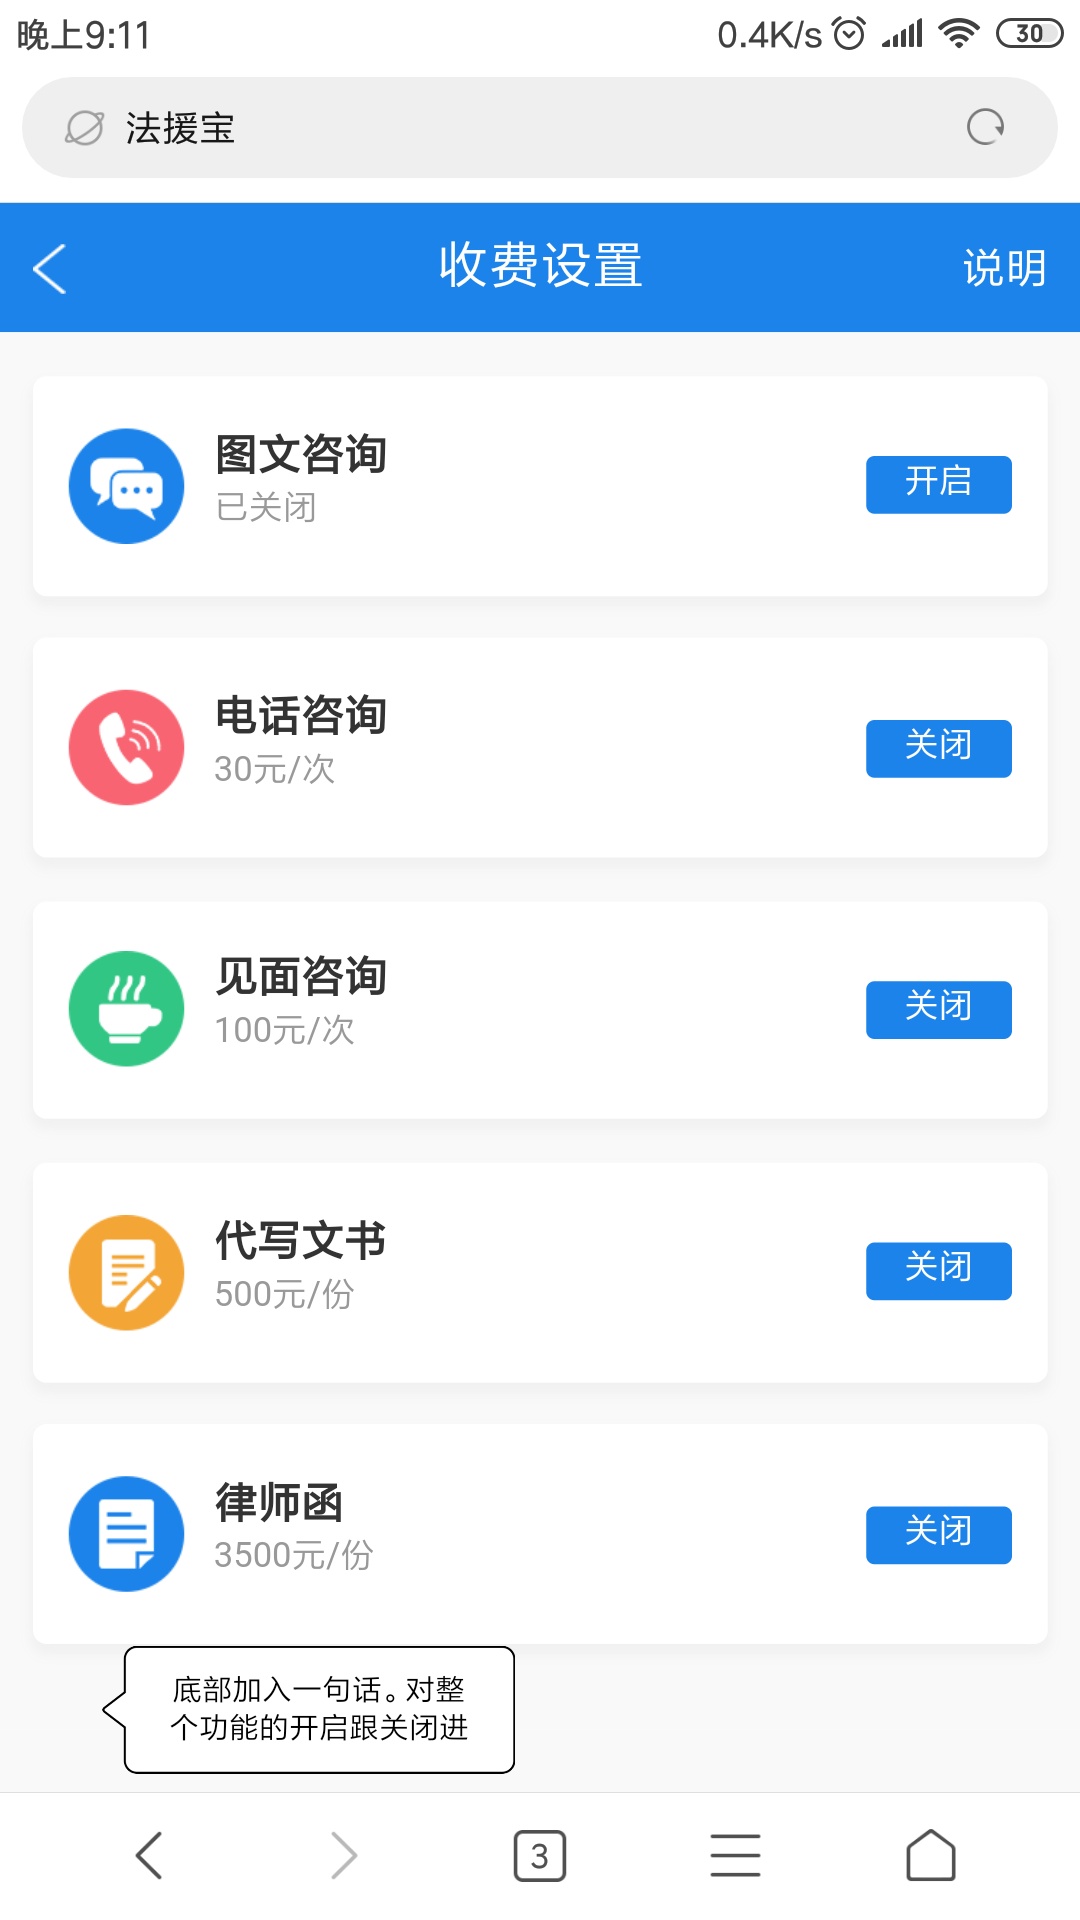 晚上9:11
0.4K/s
30
法援宝
收费设置
说明
图文咨询
已关闭
开启
电话咨询
30元/次
关闭
见面咨询
100元/次
关闭
代写文书
500元/份
关闭
律师函
3500元/份
关闭
底部加入一句话。对整
个功能的开启跟关闭进
3